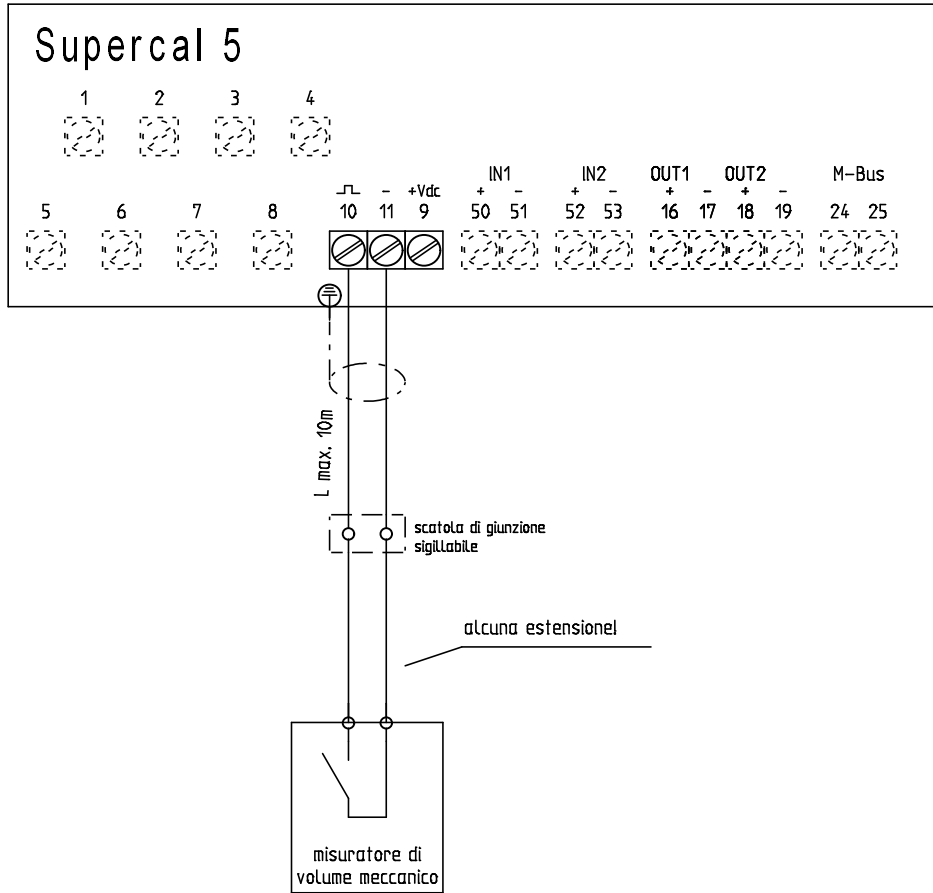 Supercal 5
1 2 3 4
IN1 IN2 OUT1 OUT2 M-Bus
- +Vdc + - + - + - + -
5 6 7 8 10 11 9 50 51 52 53 16 17 18 19 24 25
L max. 10m
scatola di giunzione
sigillabile
alcuna estensione!
misuratore di
volume meccanico